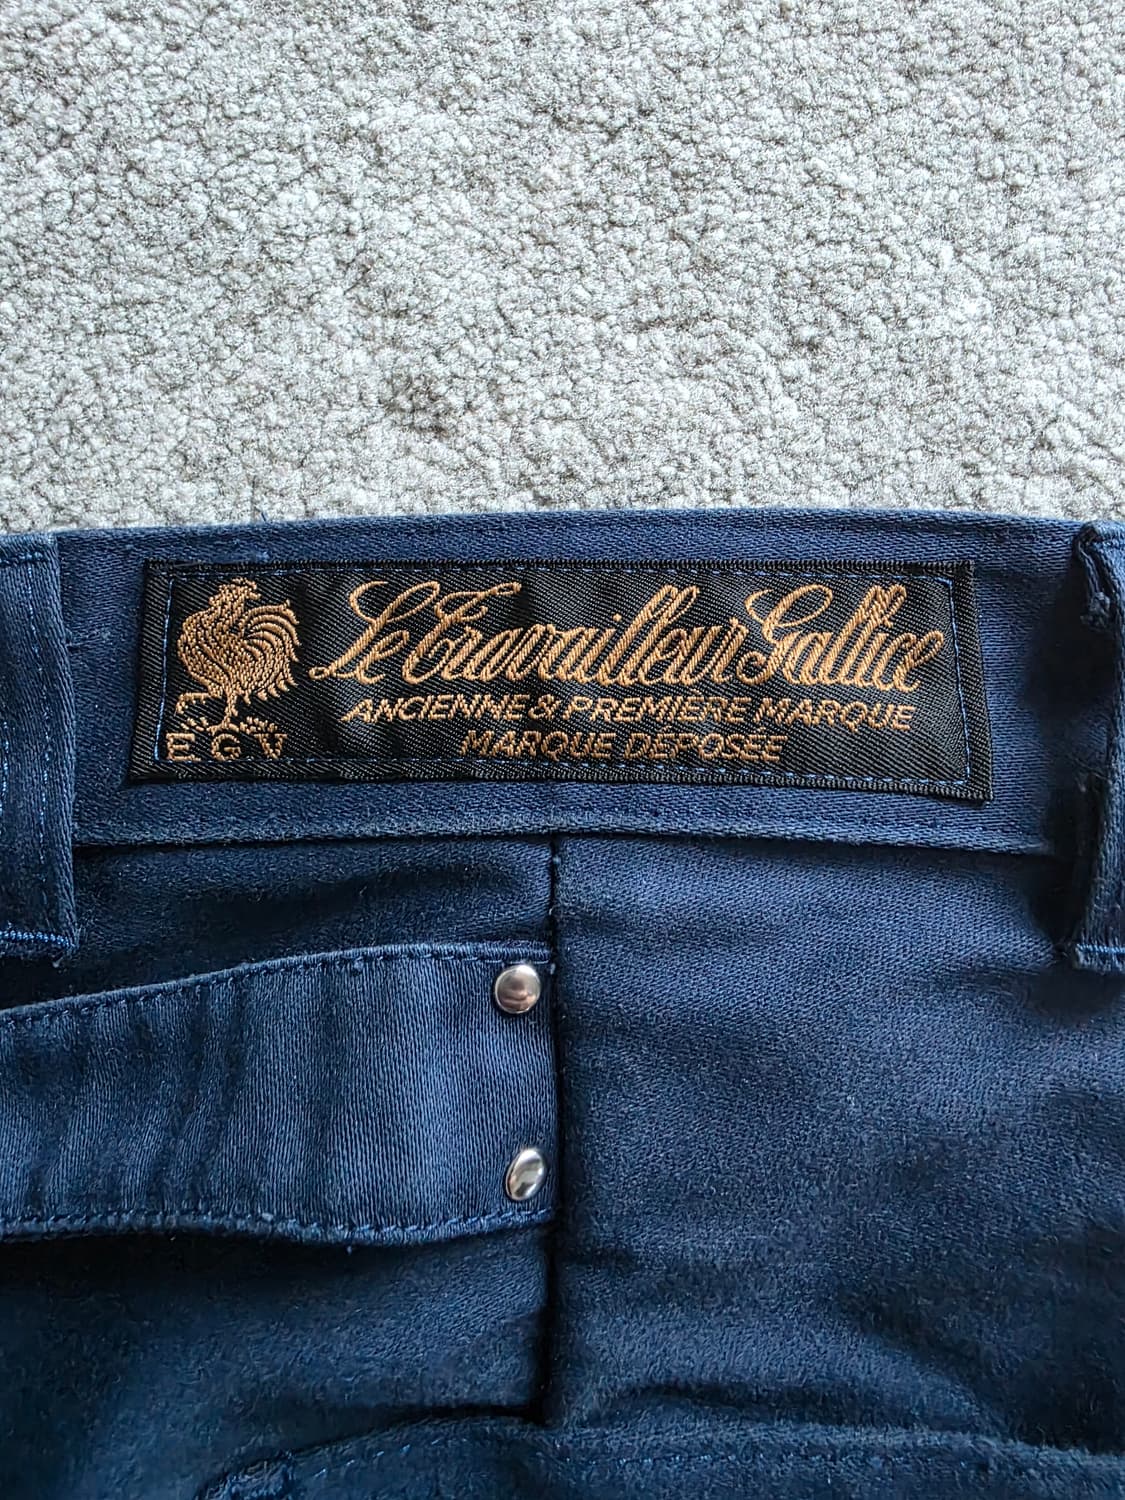 Le Travailleur Gallice
ANCIENNE & PREMIÈRE MARQUE
MARQUE DÉPOSÉE
E G V